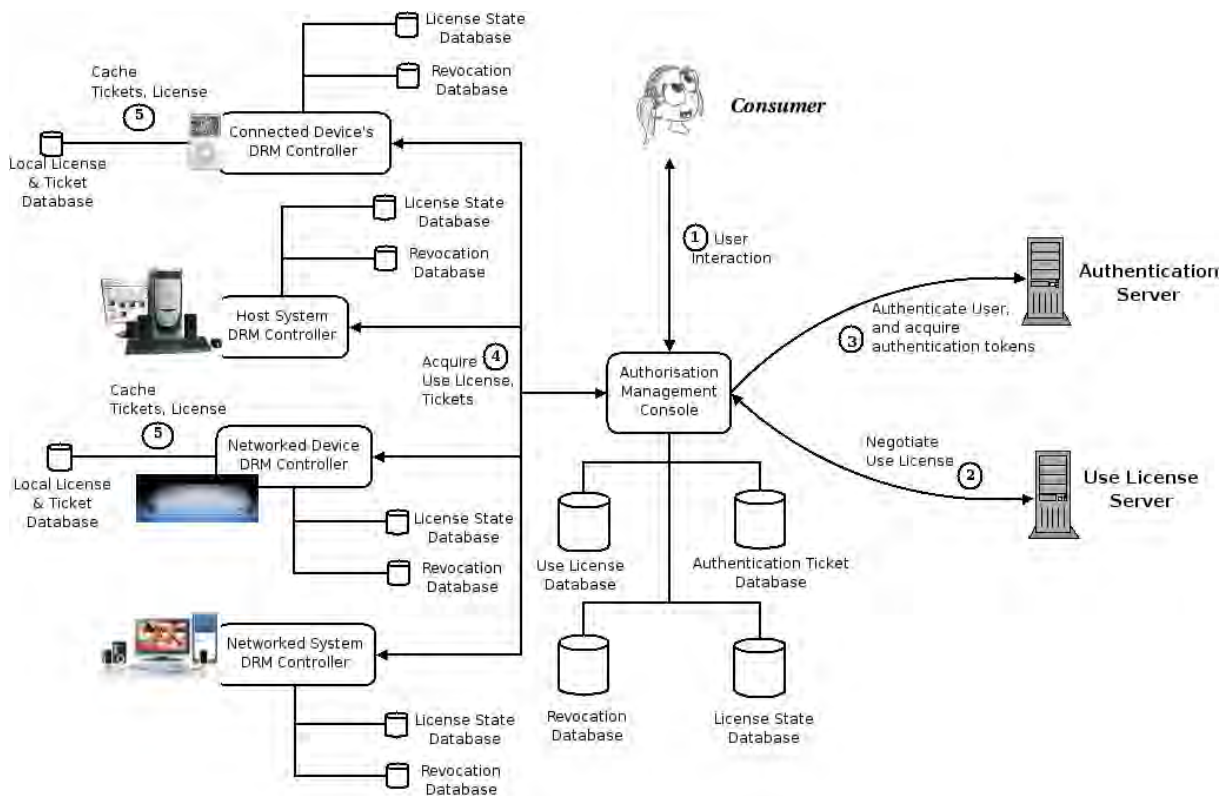 License State
Database
Revocation
Database
Cache
Tickets, License
5
Connected Device's
DRM Controller
Local License
& Ticket
Database
License State
Database
Revocation
Database
Host System
DRM Controller
Cache
Tickets, License
5
Networked Device
DRM Controller
Local License
& Ticket
Database
License State
Database
Revocation
Database
Networked System
DRM Controller
License State
Database
Revocation
Database
Acquire 4
Use License,
Tickets
Consumer
1 User
Interaction
Authorisation
Management
Console
Authentication
Server
Authenticate User,
3 and acquire
authentication tokens
Negotiate
Use License 2
Use License
Server
Use License
Database
Authentication Ticket
Database
Revocation
Database
License State
Database